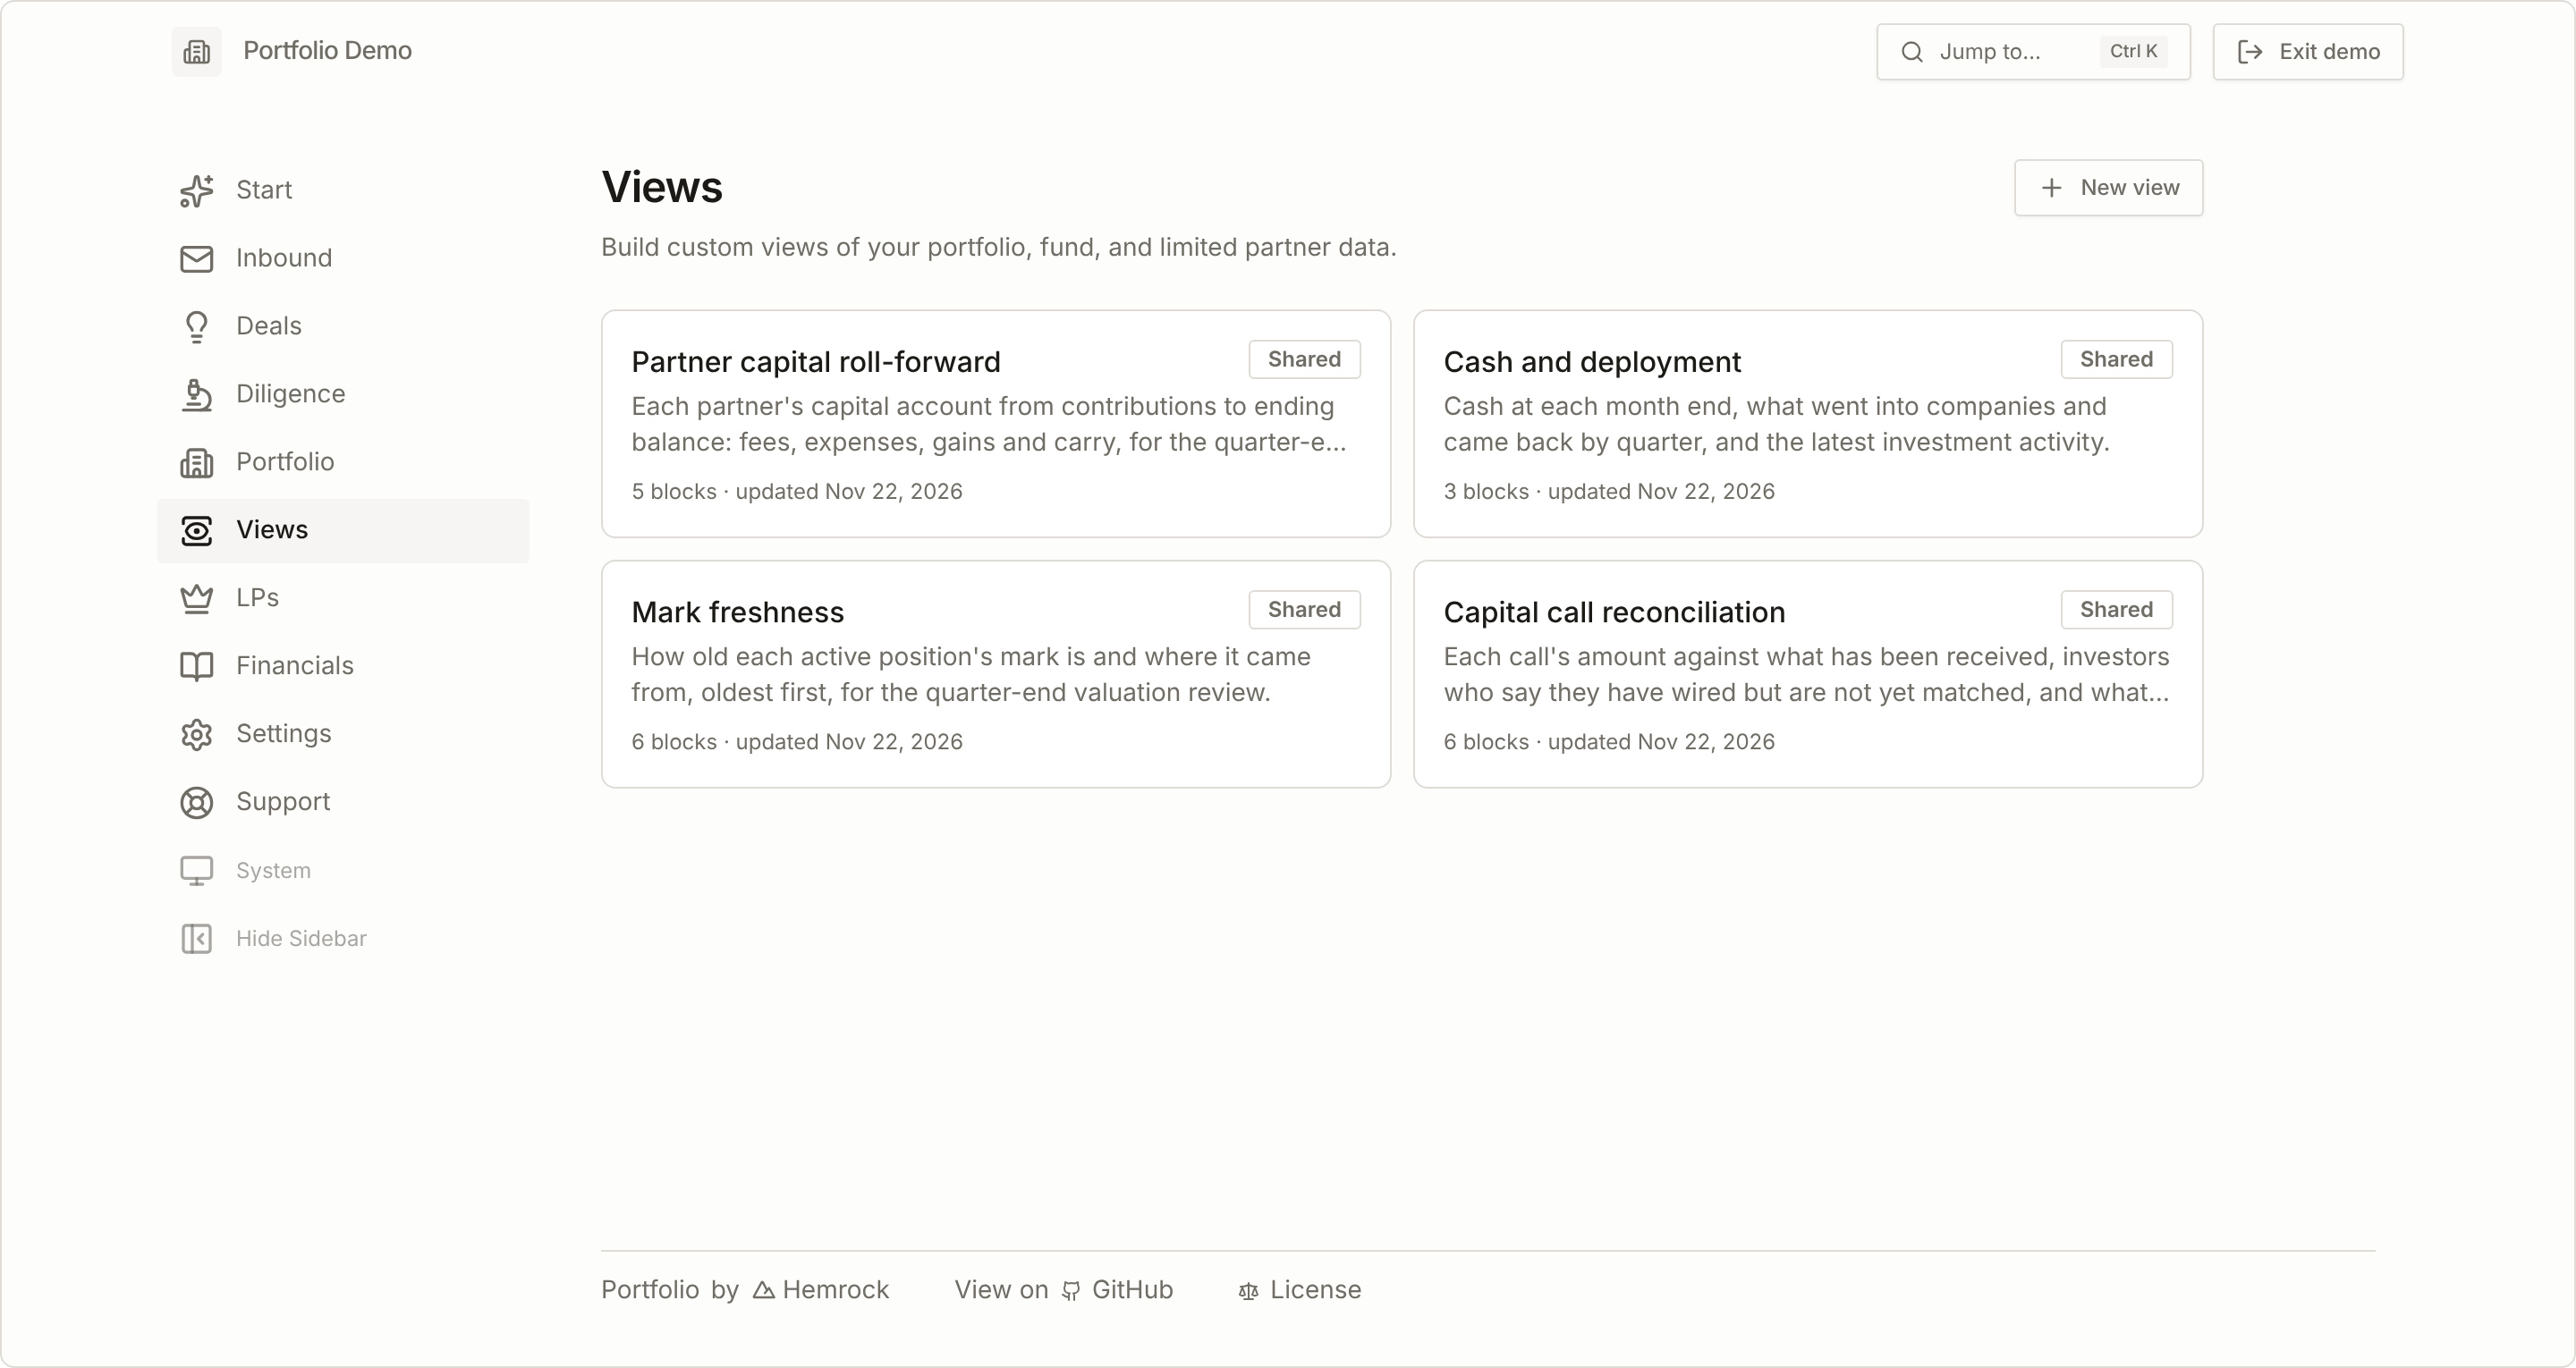 Portfolio Demo
Jump to...
Ctrl K
Exit demo
Start
Inbound
Deals
Diligence
Portfolio
Views
LPs
Financials
Settings
Support
System
Hide Sidebar
Views
New view
Build custom views of your portfolio, fund, and limited partner data.
Partner capital roll-forward
Shared
Each partner's capital account from contributions to ending
balance: fees, expenses, gains and carry, for the quarter-e...
5 blocks · updated Nov 22, 2026
Cash and deployment
Shared
Cash at each month end, what went into companies and
came back by quarter, and the latest investment activity.
3 blocks · updated Nov 22, 2026
Mark freshness
Shared
How old each active position's mark is and where it came
from, oldest first, for the quarter-end valuation review.
6 blocks · updated Nov 22, 2026
Capital call reconciliation
Shared
Each call's amount against what has been received, investors
who say they have wired but are not yet matched, and what...
6 blocks · updated Nov 22, 2026
Portfolio by Hemrock
View on GitHub
License